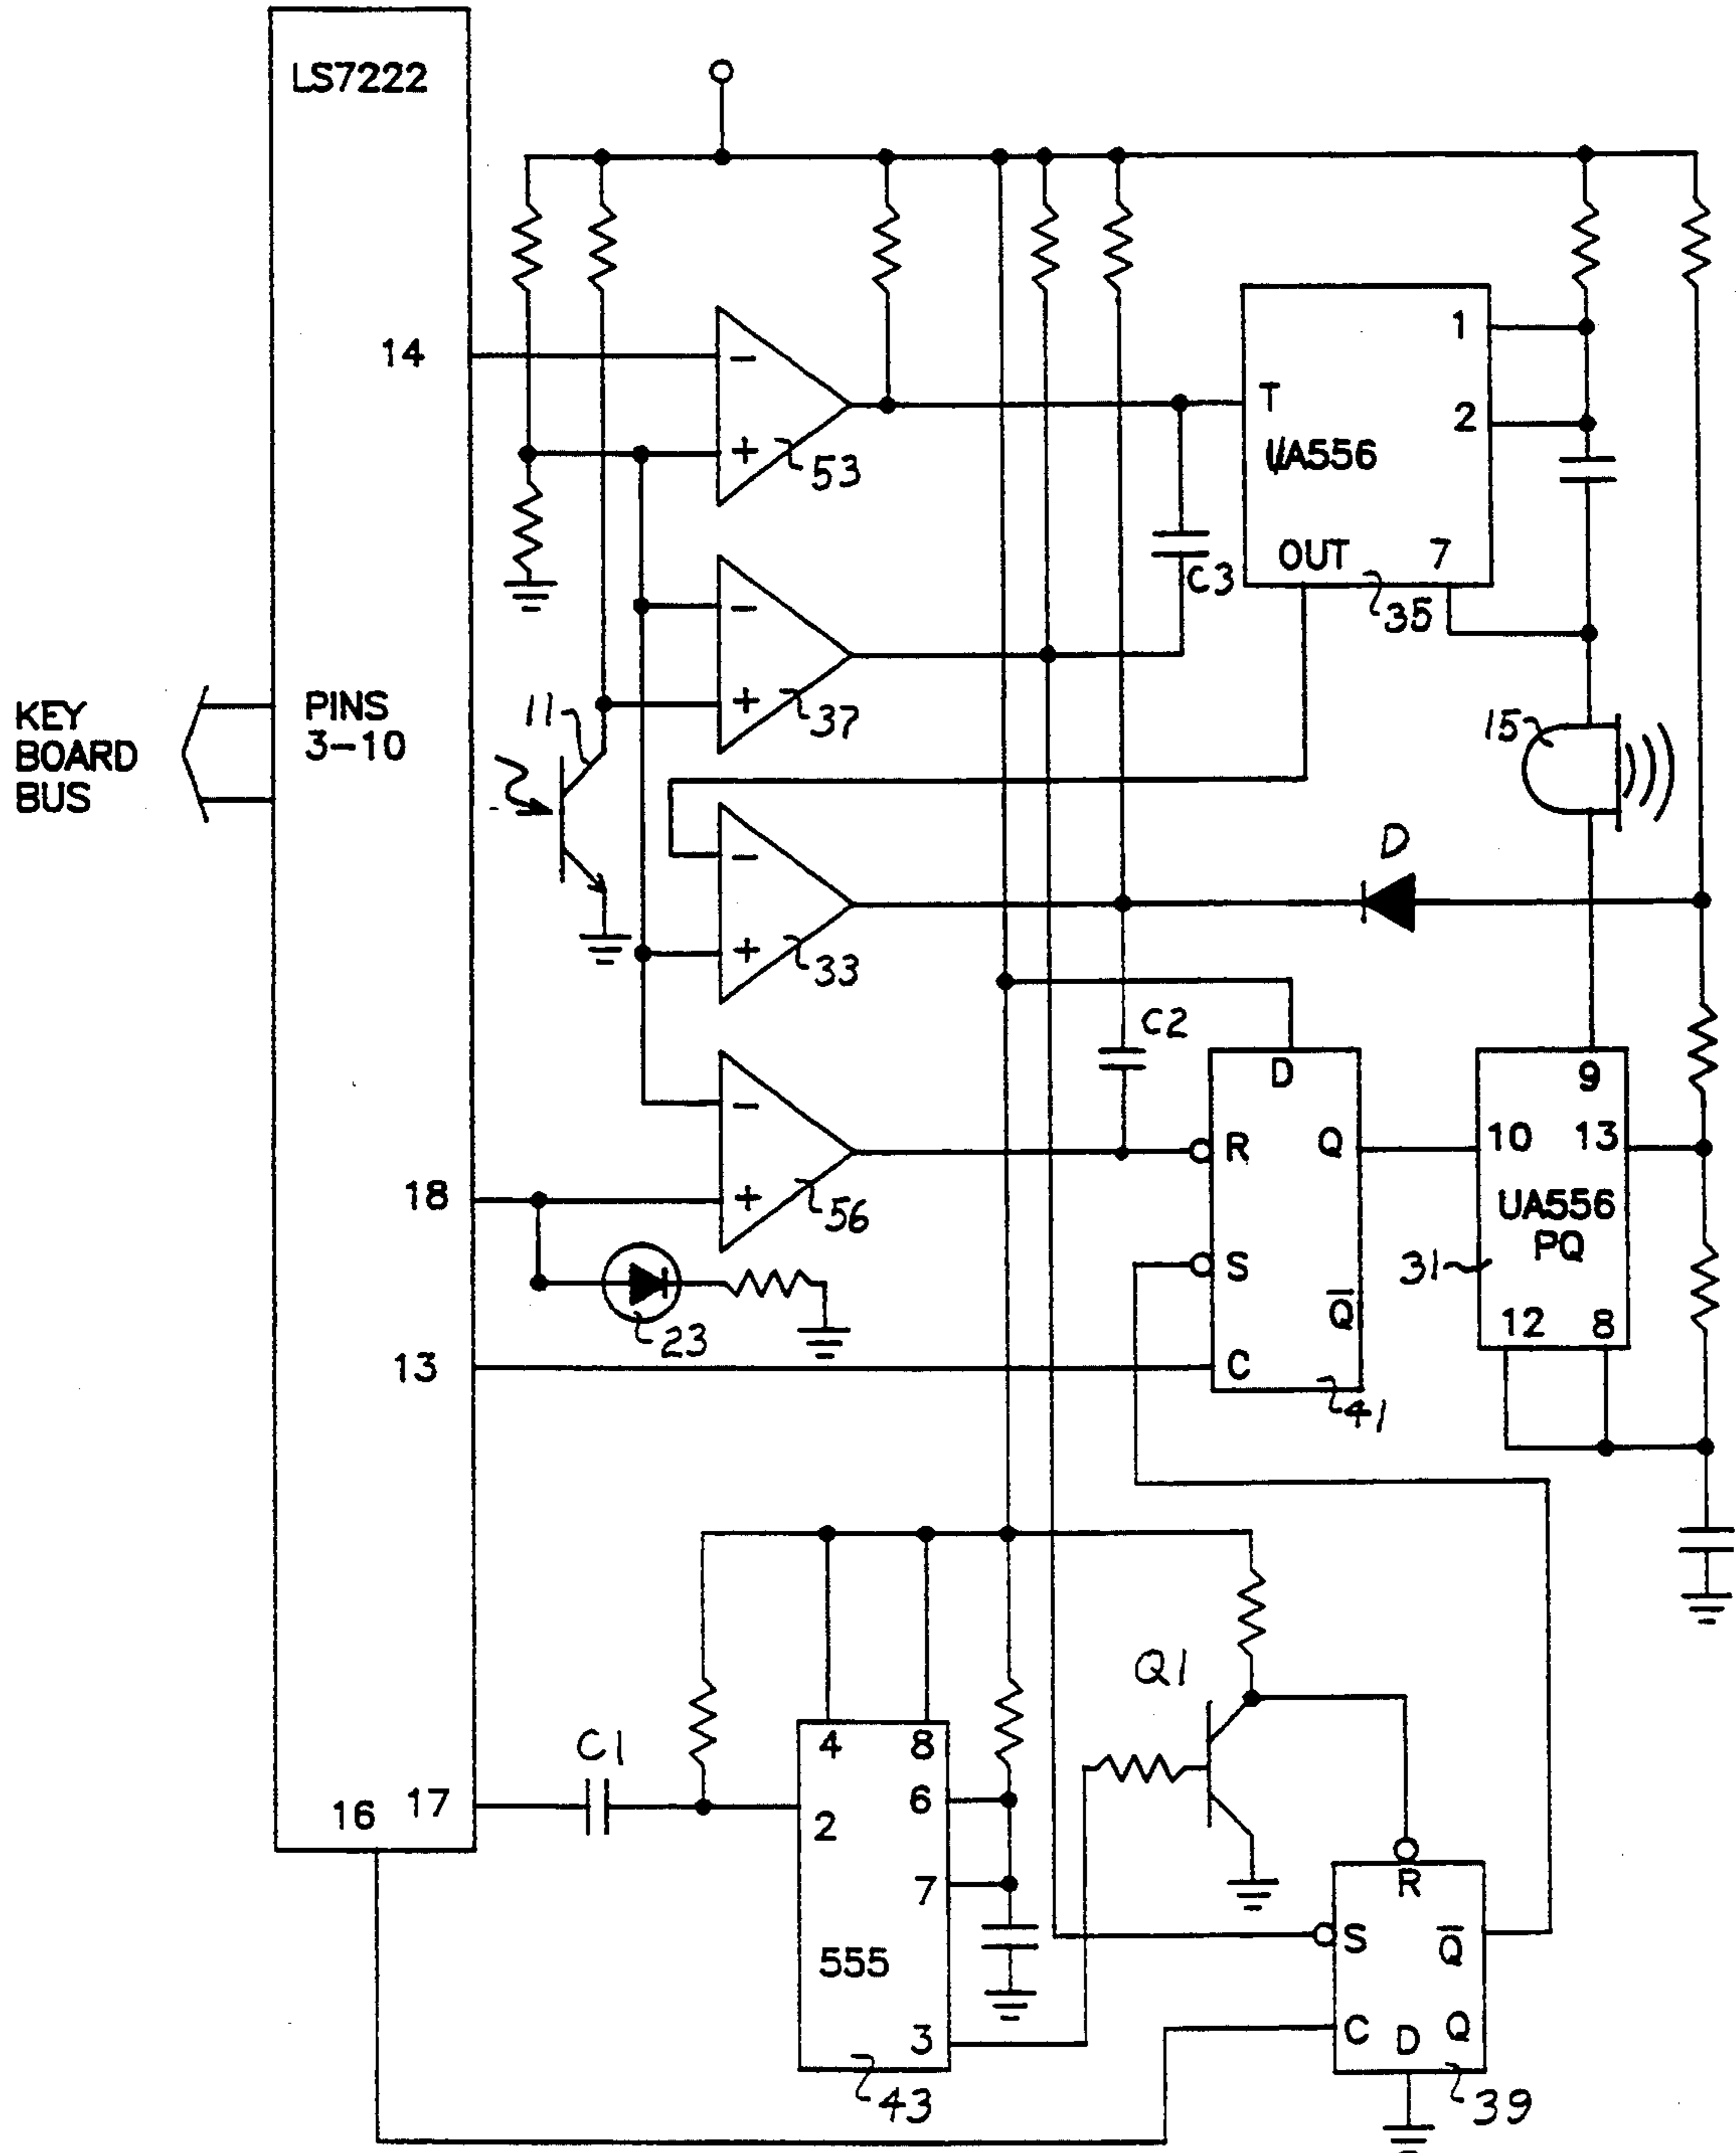 LS7222
14
PINS
3-10
KEY
BOARD
BUS
18
13
16
17
11
-
+
53
-
+
37
-
+
33
-
+
56
23
T
UA556
1
2
OUT
7
35
C3
15
D
C2
D
R
Q
S
Q̅
C
41
9
10
13
UA556
PQ
12
8
31
C1
4
8
2
6
7
555
3
43
Q1
R
S
Q̅
C
D
Q
39